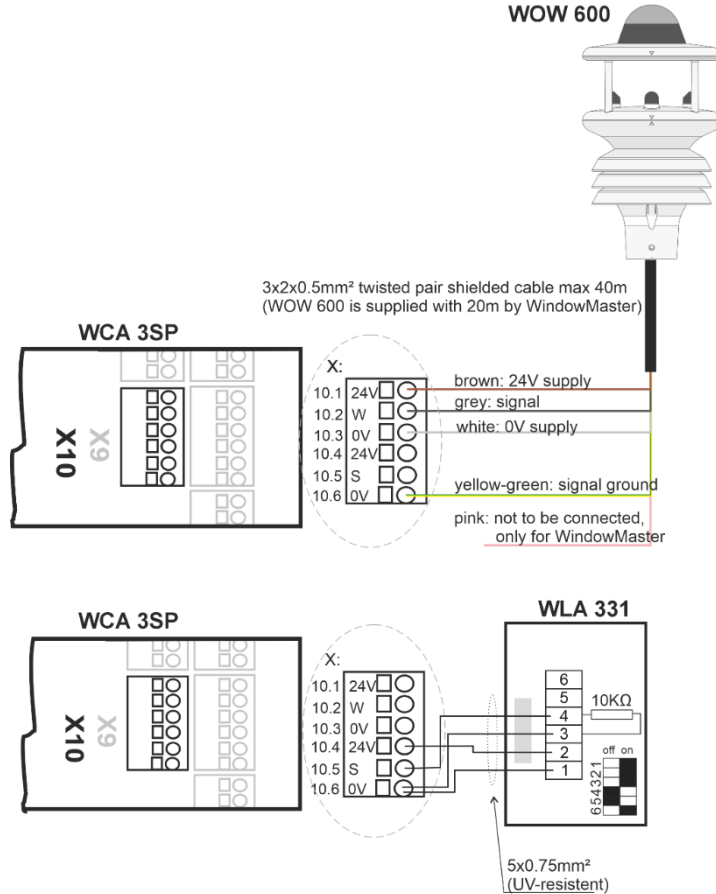 WOW 600
3x2x0.5mm² twisted pair shielded cable max 40m
(WOW 600 is supplied with 20m by WindowMaster)
WCA 3SP
X10
X9
X:
10.1 24V
10.2 W
10.3 0V
10.4 24V
10.5 S
10.6 0V
brown: 24V supply
grey: signal
white: 0V supply
yellow-green: signal ground
pink: not to be connected,
only for WindowMaster
WCA 3SP
X10
X9
X:
10.1 24V
10.2 W
10.3 0V
10.4 24V
10.5 S
10.6 0V
WLA 331
6
5
4
3
2
1
10KΩ
off on
654321
5x0.75mm²
(UV-resistent)